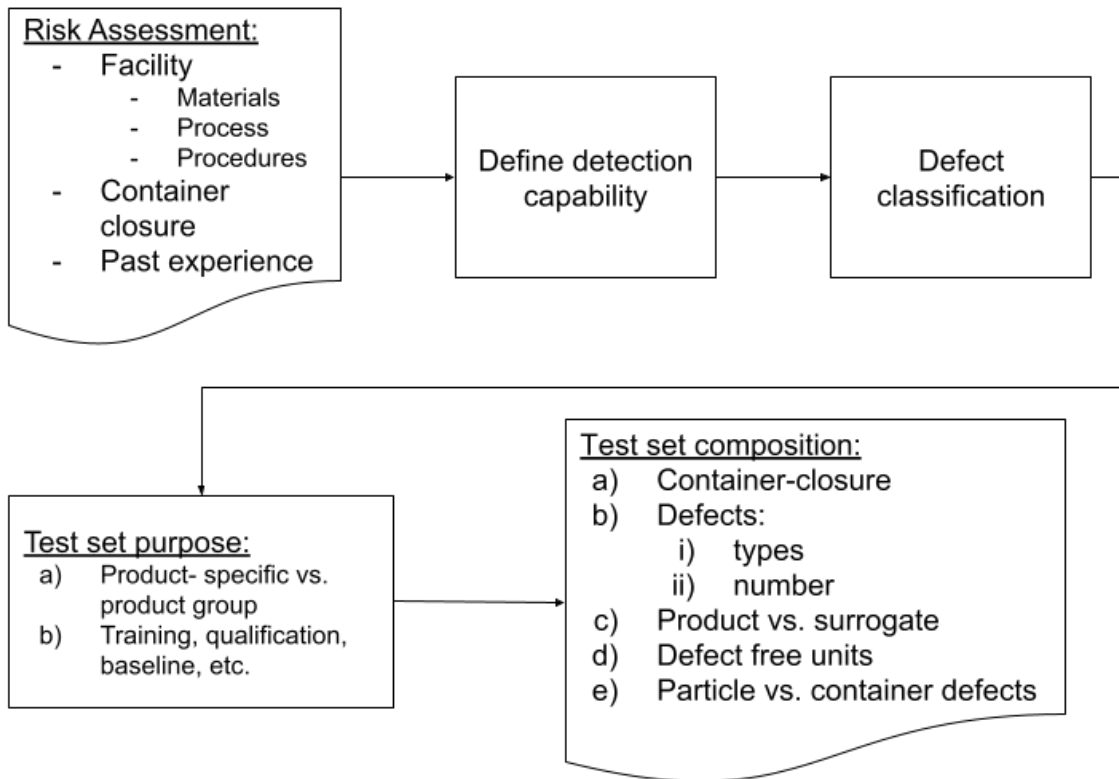 Risk Assessment:
- Facility
- Materials
- Process
- Procedures
- Container
closure
- Past experience
Define detection
capability
Defect
classification
Test set purpose:
a) Product- specific vs.
product group
b) Training, qualification,
baseline, etc.
Test set composition:
a) Container-closure
b) Defects:
i) types
ii) number
c) Product vs. surrogate
d) Defect free units
e) Particle vs. container defects